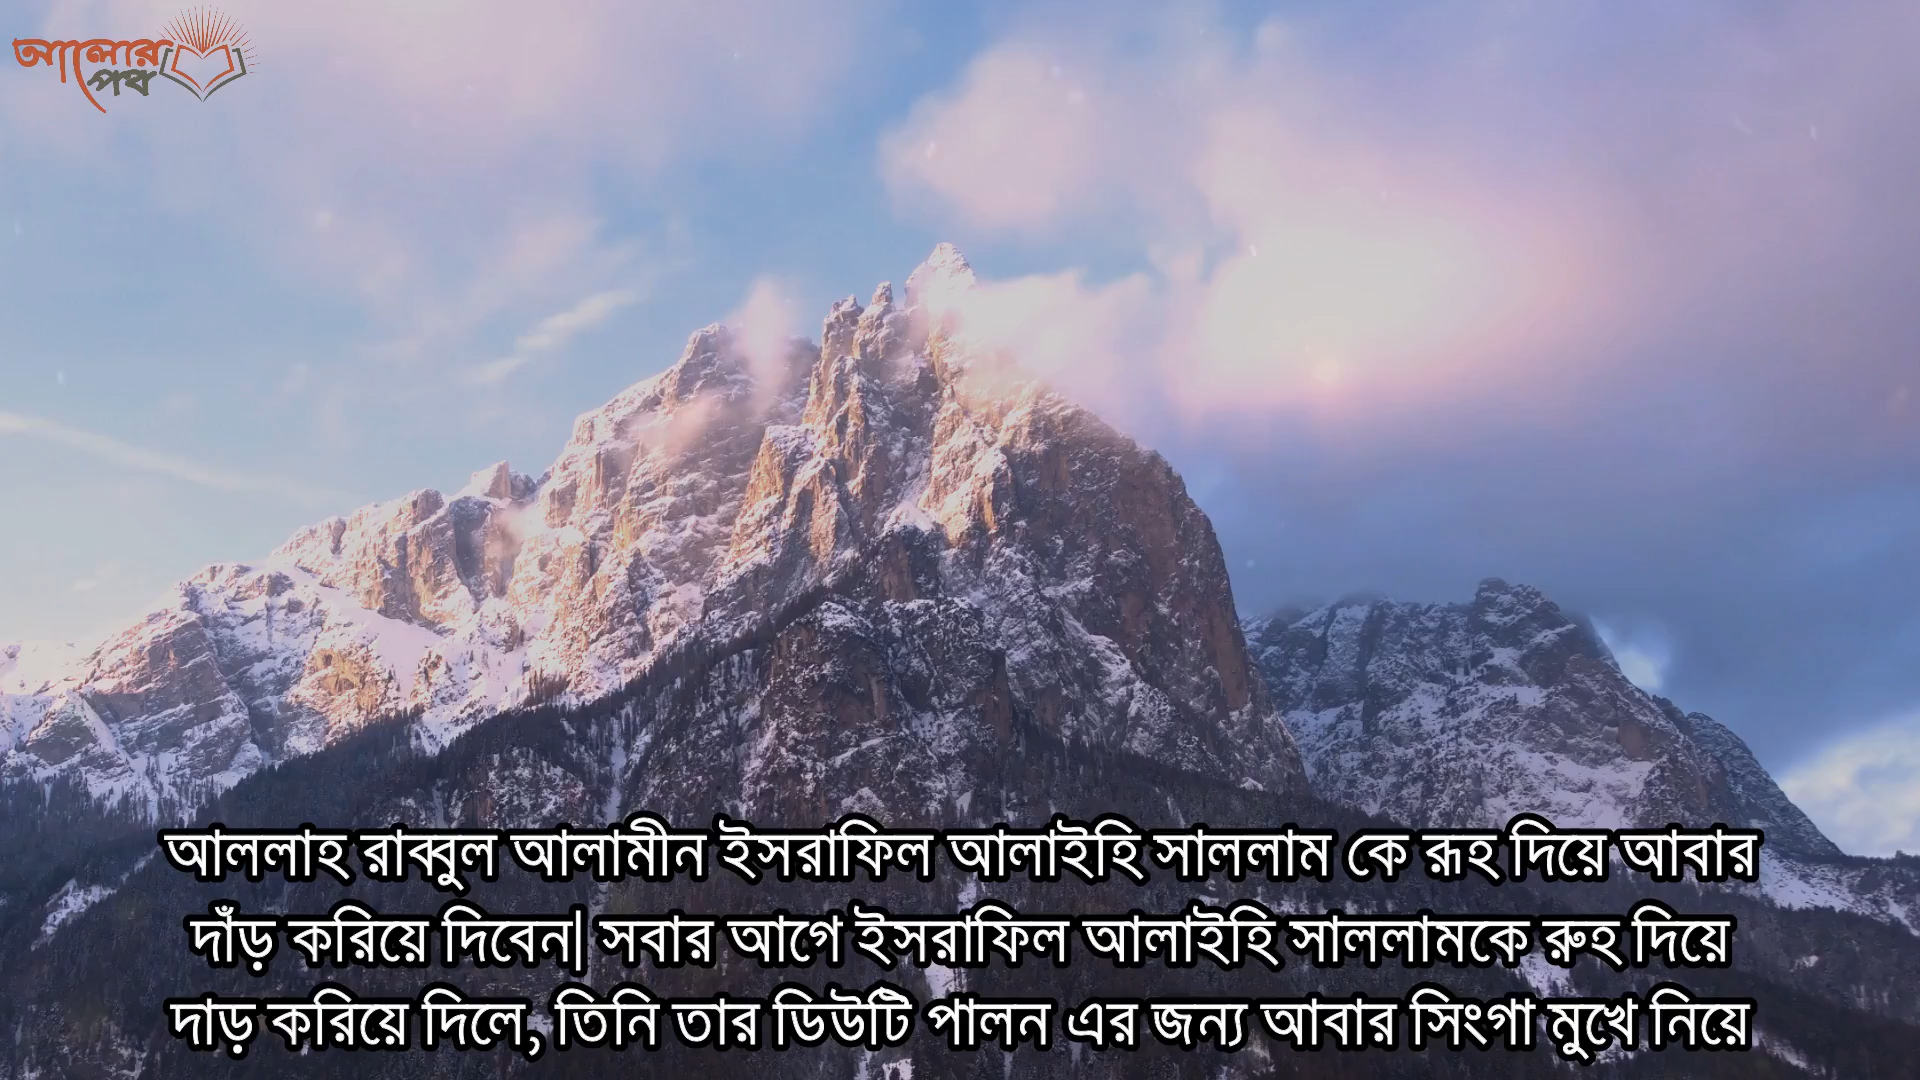 আলোর
পথ
আললাহ রাব্বুল আলামীন ইসরাফিল আলাইহি সাললাম কে রূহ দিয়ে আবার
দাঁড় করিয়ে দিবেন| সবার আগে ইসরাফিল আলাইহি সাললামকে রুহ দিয়ে
দাড় করিয়ে দিলে, তিনি তার ডিউটি পালন এর জন্য আবার সিংগা মুখে নিয়ে